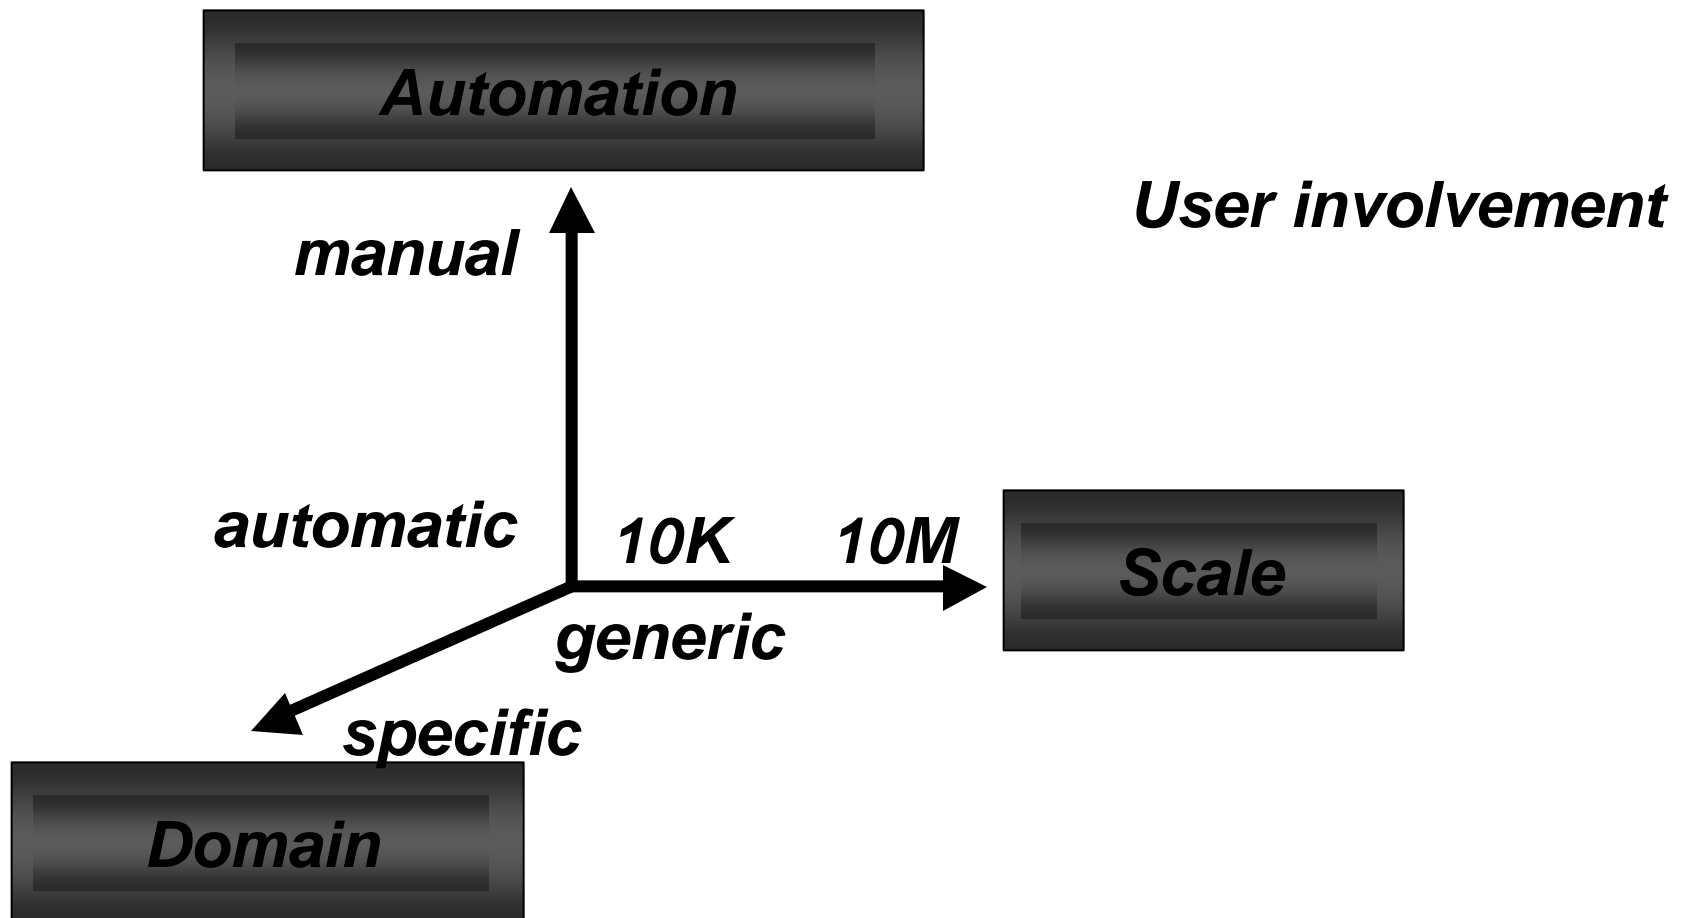 Automation
User involvement
manual
automatic
10K 10M
Scale
generic
specific
Domain